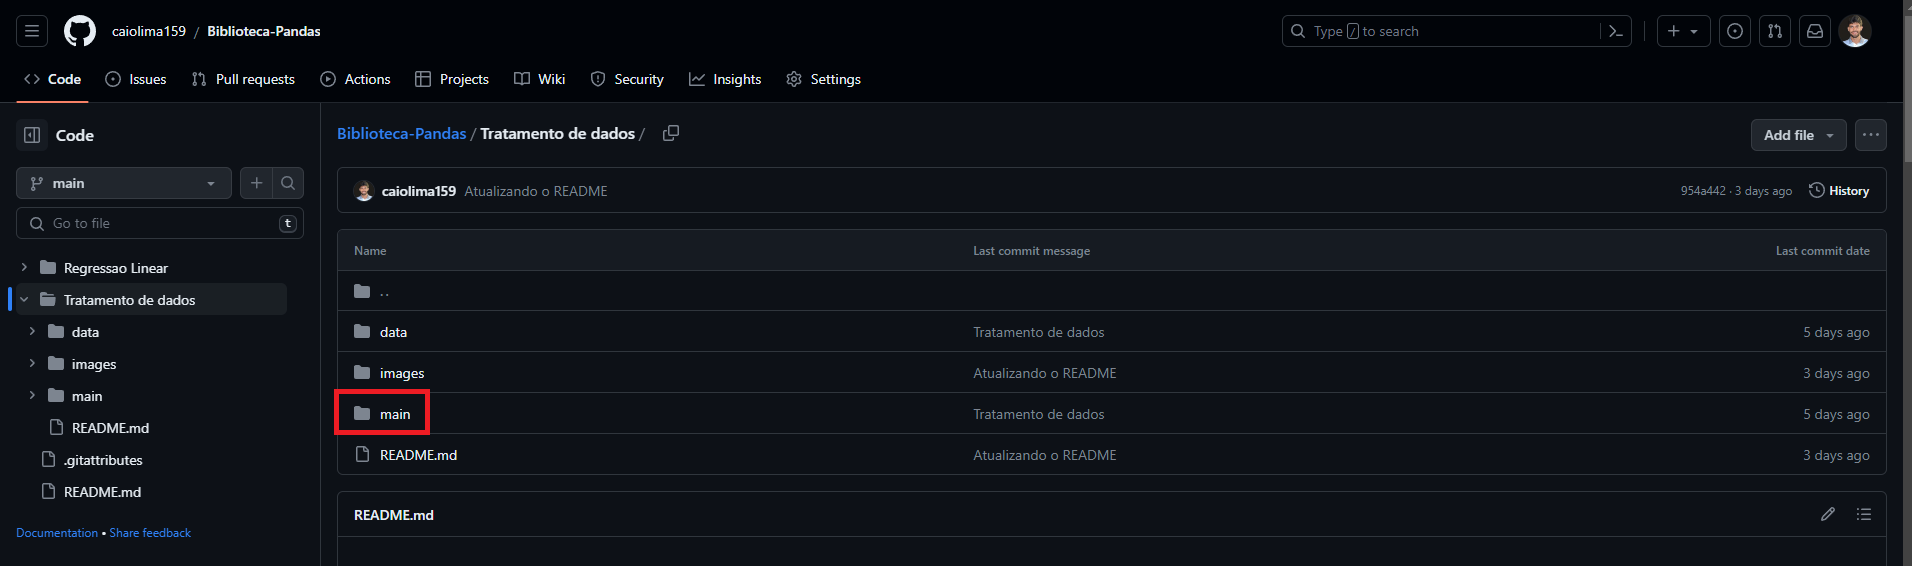 caiolima159 / Biblioteca-Pandas
Type / to search
Code Issues Pull requests Actions Projects Wiki Security Insights Settings
Code
main
Go to file t
Regressao Linear
Tratamento de dados
data
images
main
README.md
.gitattributes
README.md
Documentation • Share feedback
Biblioteca-Pandas / Tratamento de dados /
Add file
caiolima159 Atualizando o README 954a442 · 3 days ago History
Name Last commit message Last commit date
..
data Tratamento de dados 5 days ago
images Atualizando o README 3 days ago
main Tratamento de dados 5 days ago
README.md Atualizando o README 3 days ago
README.md